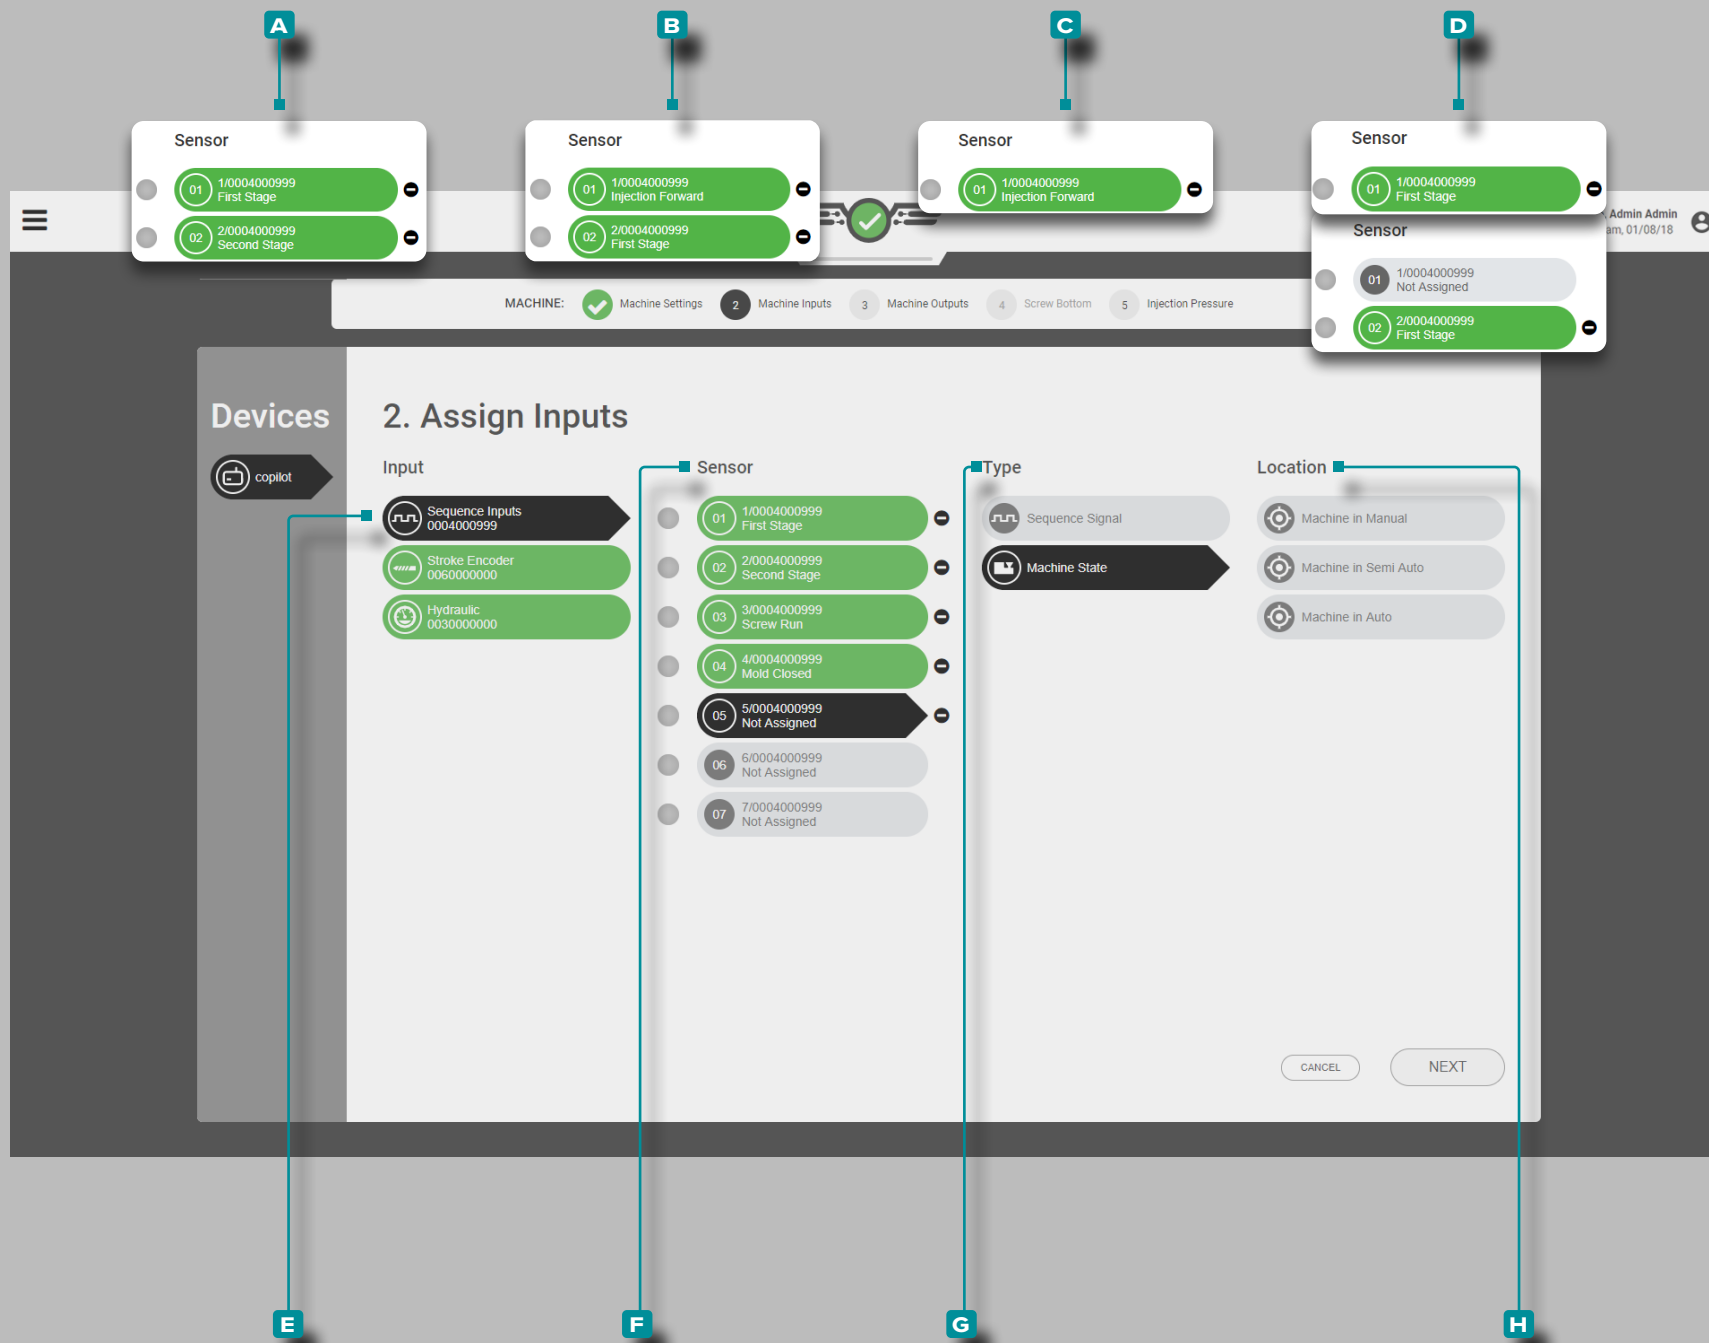 A
B
C
D
Sensor
01
1/0004000999
First Stage
02
2/0004000999
Second Stage
Sensor
01
1/0004000999
Injection Forward
02
2/0004000999
First Stage
Sensor
01
1/0004000999
Injection Forward
Sensor
01
1/0004000999
First Stage
Admin Admin
am, 01/08/18
Sensor
01
1/0004000999
Not Assigned
02
2/0004000999
First Stage
MACHINE:
Machine Settings
2
Machine Inputs
3
Machine Outputs
4
Screw Bottom
5
Injection Pressure
Devices
copilot
2. Assign Inputs
Input
Sequence Inputs
0004000999
Stroke Encoder
0060000000
Hydraulic
0030000000
Sensor
01
1/0004000999
First Stage
02
2/0004000999
Second Stage
03
3/0004000999
Screw Run
04
4/0004000999
Mold Closed
05
5/0004000999
Not Assigned
06
6/0004000999
Not Assigned
07
7/0004000999
Not Assigned
Type
Sequence Signal
Machine State
Location
Machine in Manual
Machine in Semi Auto
Machine in Auto
CANCEL
NEXT
E
F
G
H